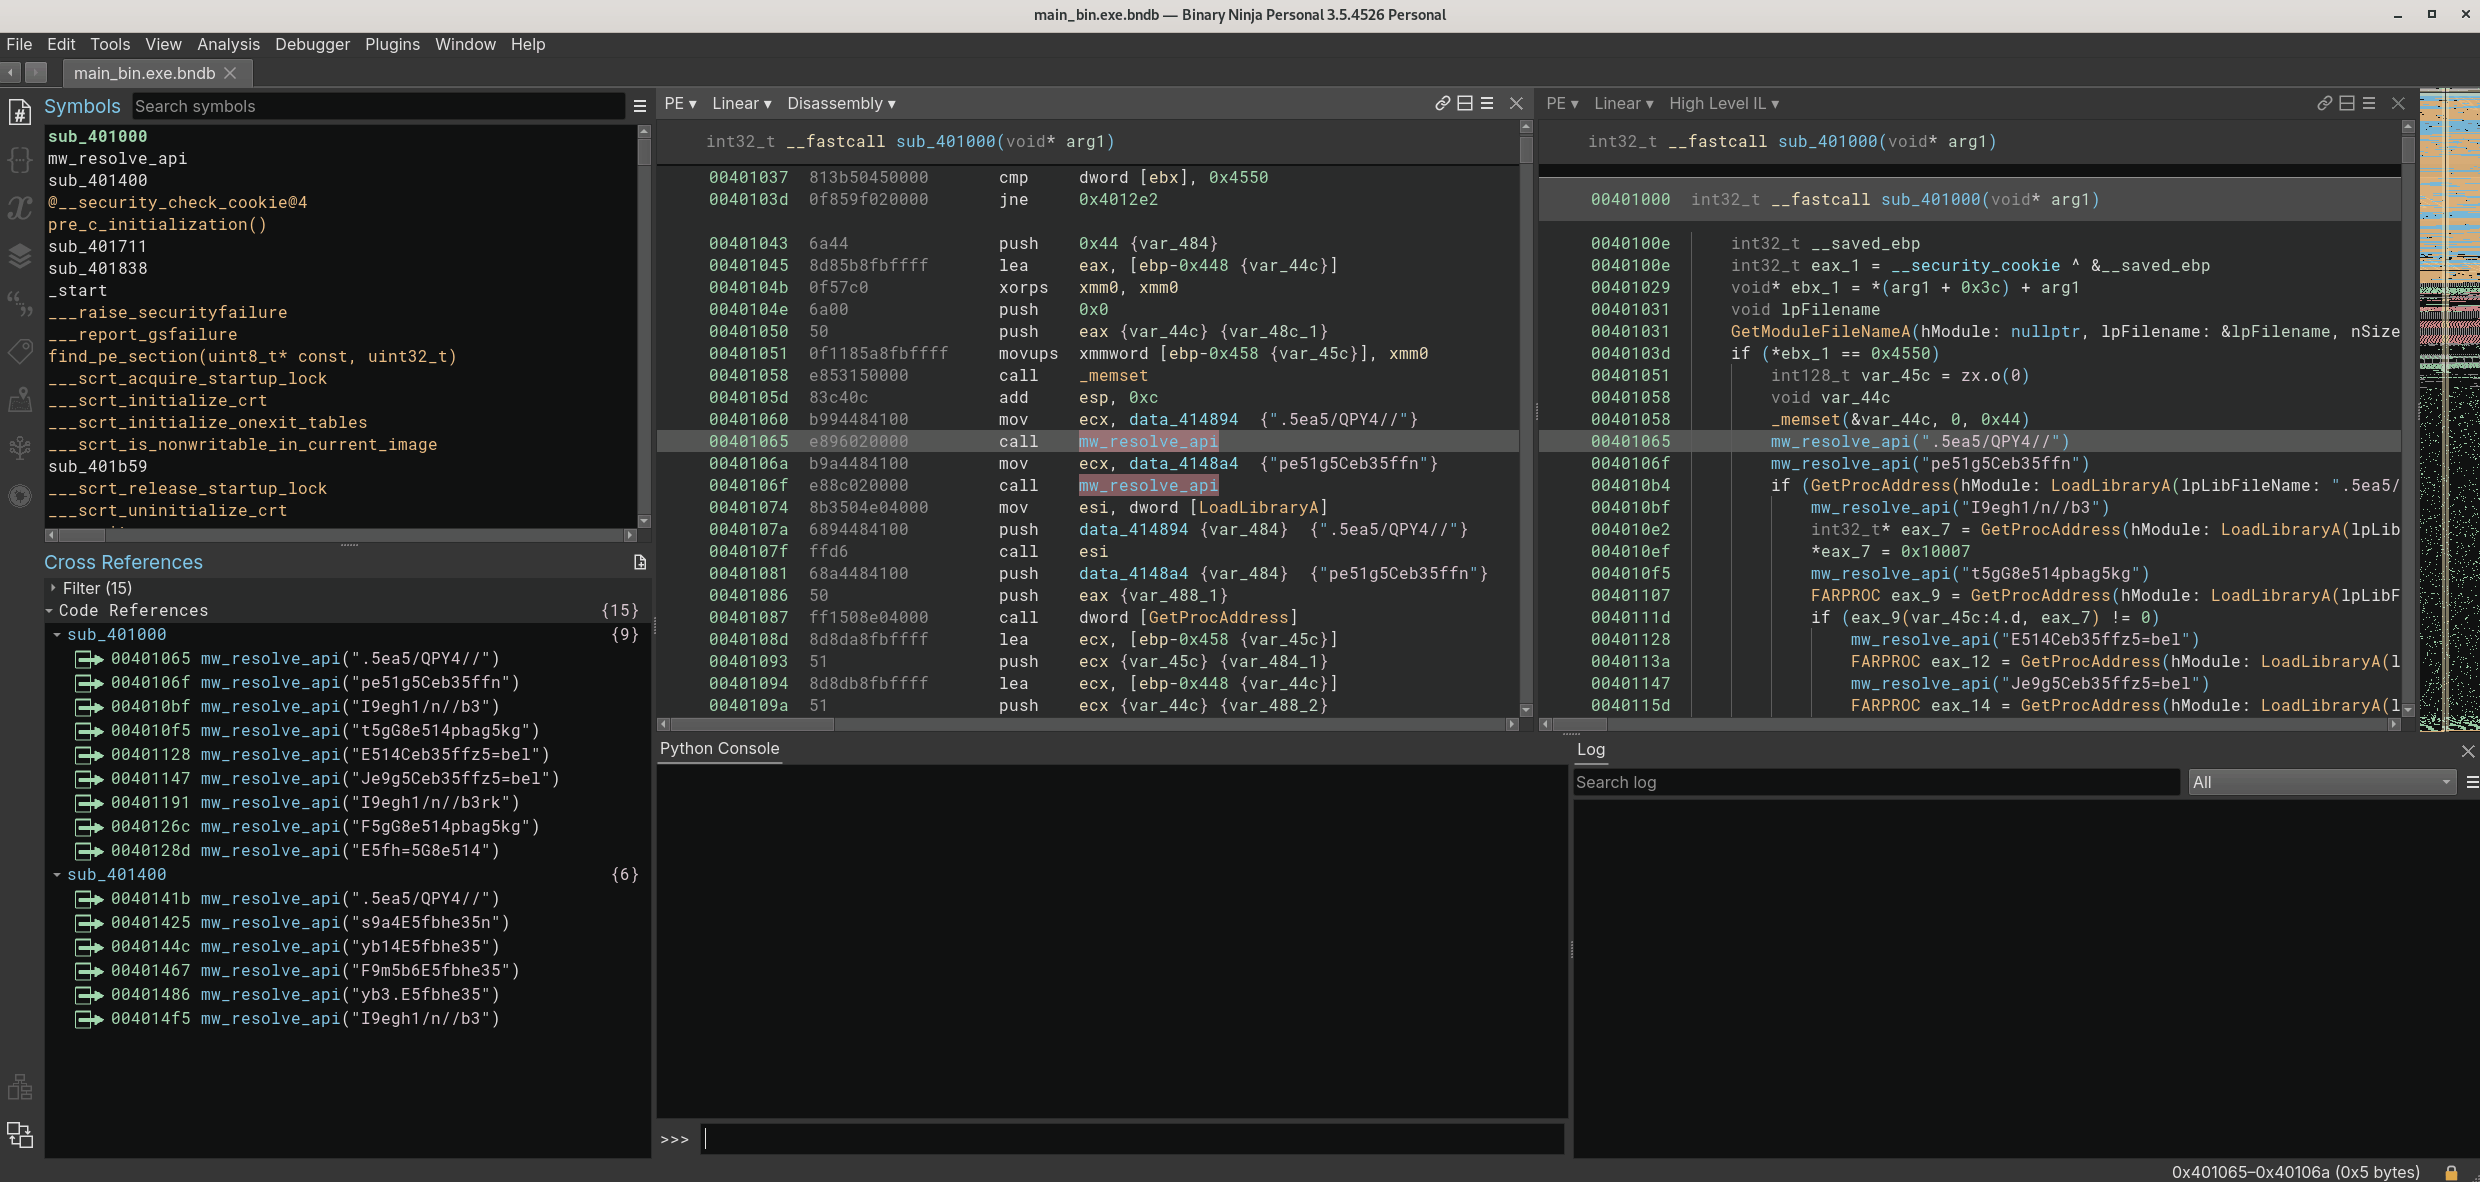 main_bin.exe.bndb — Binary Ninja Personal 3.5.4526 Personal
File Edit Tools View Analysis Debugger Plugins Window Help
main_bin.exe.bndb
Symbols Search symbols
sub_401000
mw_resolve_api
sub_401400
@__security_check_cookie@4
pre_c_initialization()
sub_401711
sub_401838
_start
___raise_securityfailure
___report_gsfailure
find_pe_section(uint8_t* const, uint32_t)
___scrt_acquire_startup_lock
___scrt_initialize_crt
___scrt_initialize_onexit_tables
___scrt_is_nonwritable_in_current_image
sub_401b59
___scrt_release_startup_lock
___scrt_uninitialize_crt
Cross References
Filter (15)
Code References {15}
sub_401000 {9}
00401065 mw_resolve_api(".5ea5/QPY4//")
0040106f mw_resolve_api("pe51g5Ceb35ffn")
004010bf mw_resolve_api("I9egh1/n//b3")
004010f5 mw_resolve_api("t5gG8e514pbag5kg")
00401128 mw_resolve_api("E514Ceb35ffz5=bel")
00401147 mw_resolve_api("Je9g5Ceb35ffz5=bel")
00401191 mw_resolve_api("I9egh1/n//b3rk")
0040126c mw_resolve_api("F5gG8e514pbag5kg")
0040128d mw_resolve_api("E5fh=5G8e514")
sub_401400 {6}
0040141b mw_resolve_api(".5ea5/QPY4//")
00401425 mw_resolve_api("s9a4E5fbhe35n")
0040144c mw_resolve_api("yb14E5fbhe35")
00401467 mw_resolve_api("F9m5b6E5fbhe35")
00401486 mw_resolve_api("yb3.E5fbhe35")
004014f5 mw_resolve_api("I9egh1/n//b3")
PE ▾ Linear ▾ Disassembly ▾
int32_t __fastcall sub_401000(void* arg1)
00401037 813b50450000 cmp dword [ebx], 0x4550
0040103d 0f859f020000 jne 0x4012e2
00401043 6a44 push 0x44 {var_484}
00401045 8d85b8fbffff lea eax, [ebp-0x448 {var_44c}]
0040104b 0f57c0 xorps xmm0, xmm0
0040104e 6a00 push 0x0
00401050 50 push eax {var_44c} {var_48c_1}
00401051 0f1185a8fbffff movups xmmword [ebp-0x458 {var_45c}], xmm0
00401058 e853150000 call _memset
0040105d 83c40c add esp, 0xc
00401060 b994484100 mov ecx, data_414894 {".5ea5/QPY4//"}
00401065 e896020000 call mw_resolve_api
0040106a b9a4484100 mov ecx, data_4148a4 {"pe51g5Ceb35ffn"}
0040106f e88c020000 call mw_resolve_api
00401074 8b3504e04000 mov esi, dword [LoadLibraryA]
0040107a 6894484100 push data_414894 {var_484} {".5ea5/QPY4//"}
0040107f ffd6 call esi
00401081 68a4484100 push data_4148a4 {var_484} {"pe51g5Ceb35ffn"}
00401086 50 push eax {var_488_1}
00401087 ff1508e04000 call dword [GetProcAddress]
0040108d 8d8da8fbffff lea ecx, [ebp-0x458 {var_45c}]
00401093 51 push ecx {var_45c} {var_484_1}
00401094 8d8db8fbffff lea ecx, [ebp-0x448 {var_44c}]
0040109a 51 push ecx {var_44c} {var_488_2}
PE ▾ Linear ▾ High Level IL ▾
int32_t __fastcall sub_401000(void* arg1)
00401000 int32_t __fastcall sub_401000(void* arg1)
0040100e int32_t __saved_ebp
0040100e int32_t eax_1 = __security_cookie ^ &__saved_ebp
00401029 void* ebx_1 = *(arg1 + 0x3c) + arg1
00401031 void lpFilename
00401031 GetModuleFileNameA(hModule: nullptr, lpFilename: &lpFilename, nSize
0040103d if (*ebx_1 == 0x4550)
00401051 int128_t var_45c = zx.o(0)
00401058 void var_44c
00401058 _memset(&var_44c, 0, 0x44)
00401065 mw_resolve_api(".5ea5/QPY4//")
0040106f mw_resolve_api("pe51g5Ceb35ffn")
004010b4 if (GetProcAddress(hModule: LoadLibraryA(lpLibFileName: ".5ea5/
004010bf mw_resolve_api("I9egh1/n//b3")
004010e2 int32_t* eax_7 = GetProcAddress(hModule: LoadLibraryA(lpLib
004010ef *eax_7 = 0x10007
004010f5 mw_resolve_api("t5gG8e514pbag5kg")
00401107 FARPROC eax_9 = GetProcAddress(hModule: LoadLibraryA(lpLibF
0040111d if (eax_9(var_45c:4.d, eax_7) != 0)
00401128 mw_resolve_api("E514Ceb35ffz5=bel")
0040113a FARPROC eax_12 = GetProcAddress(hModule: LoadLibraryA(l
00401147 mw_resolve_api("Je9g5Ceb35ffz5=bel")
0040115d FARPROC eax_14 = GetProcAddress(hModule: LoadLibraryA(l
Python Console
>>>
Log
Search log All
0x401065–0x40106a (0x5 bytes)